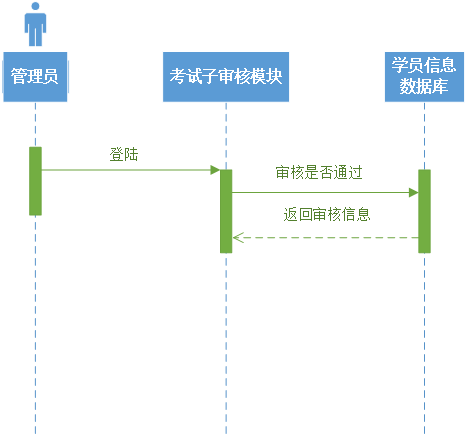 管理员
考试子审核模块
学员信息
数据库
登陆
审核是否通过
返回审核信息